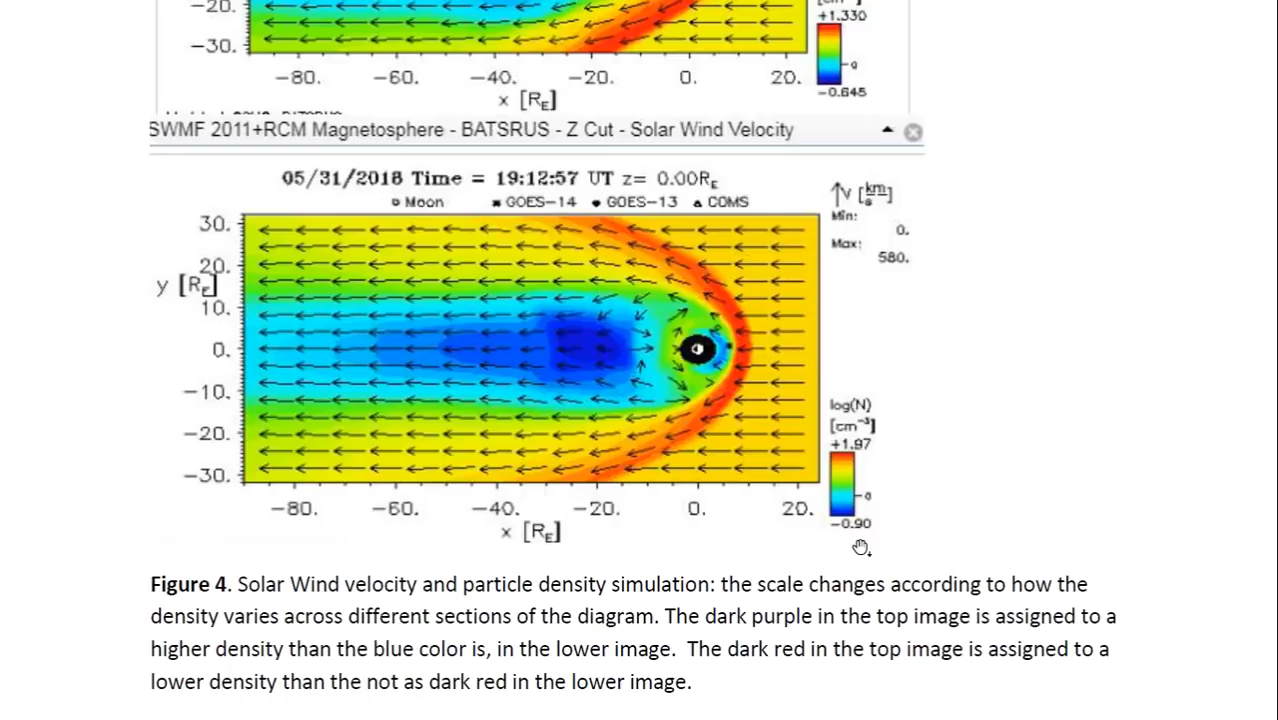 −20.
−30.
−80. −60. −40. −20. 0. 20.
x [RE]
+1.330
0
−0.645
SWMF 2011+RCM Magnetosphere - BATSRUS - Z Cut - Solar Wind Velocity
05/31/2018 Time = 19:12:57 UT z= 0.00RE
Moon GOES-14 GOES-13 COMS
V [km/s]
Min:
0.
Max:
580.
30.
20.
y [RE]
10.
0.
−10.
−20.
−30.
−80. −60. −40. −20. 0. 20.
x [RE]
log(N)
[cm−3]
+1.97
0
−0.90
Figure 4. Solar Wind velocity and particle density simulation: the scale changes according to how the
density varies across different sections of the diagram. The dark purple in the top image is assigned to a
higher density than the blue color is, in the lower image. The dark red in the top image is assigned to a
lower density than the not as dark red in the lower image.